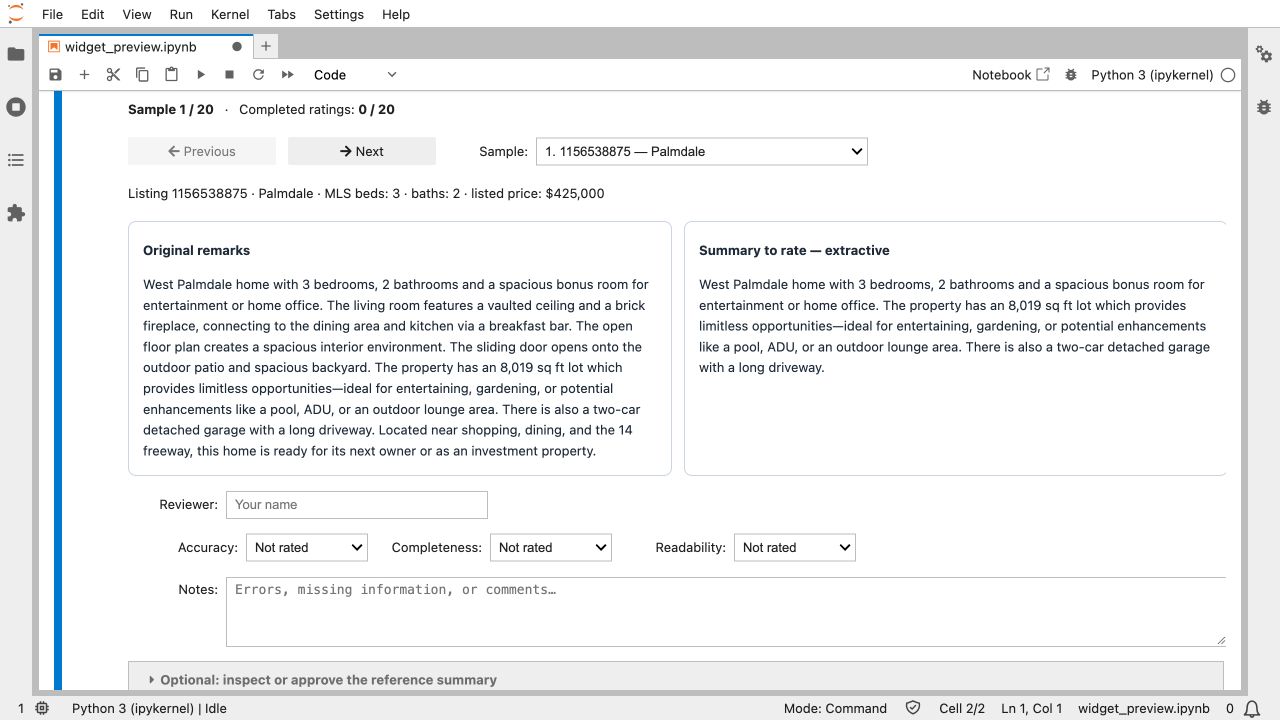 File Edit View Run Kernel Tabs Settings Help
widget_preview.ipynb
Code
Notebook
Python 3 (ipykernel)
Sample 1 / 20 · Completed ratings: 0 / 20
Previous
Next
Sample:
1. 1156538875 — Palmdale
Listing 1156538875 · Palmdale · MLS beds: 3 · baths: 2 · listed price: $425,000
Original remarks
West Palmdale home with 3 bedrooms, 2 bathrooms and a spacious bonus room for
entertainment or home office. The living room features a vaulted ceiling and a brick
fireplace, connecting to the dining area and kitchen via a breakfast bar. The open
floor plan creates a spacious interior environment. The sliding door opens onto the
outdoor patio and spacious backyard. The property has an 8,019 sq ft lot which
provides limitless opportunities—ideal for entertaining, gardening, or potential
enhancements like a pool, ADU, or an outdoor lounge area. There is also a two-car
detached garage with a long driveway. Located near shopping, dining, and the 14
freeway, this home is ready for its next owner or as an investment property.
Summary to rate — extractive
West Palmdale home with 3 bedrooms, 2 bathrooms and a spacious bonus room for
entertainment or home office. The property has an 8,019 sq ft lot which provides
limitless opportunities—ideal for entertaining, gardening, or potential enhancements
like a pool, ADU, or an outdoor lounge area. There is also a two-car detached garage
with a long driveway.
Reviewer:
Your name
Accuracy:
Not rated
Completeness:
Not rated
Readability:
Not rated
Notes:
Errors, missing information, or comments…
Optional: inspect or approve the reference summary
1
Python 3 (ipykernel) | Idle
Mode: Command
Cell 2/2
Ln 1, Col 1
widget_preview.ipynb
0